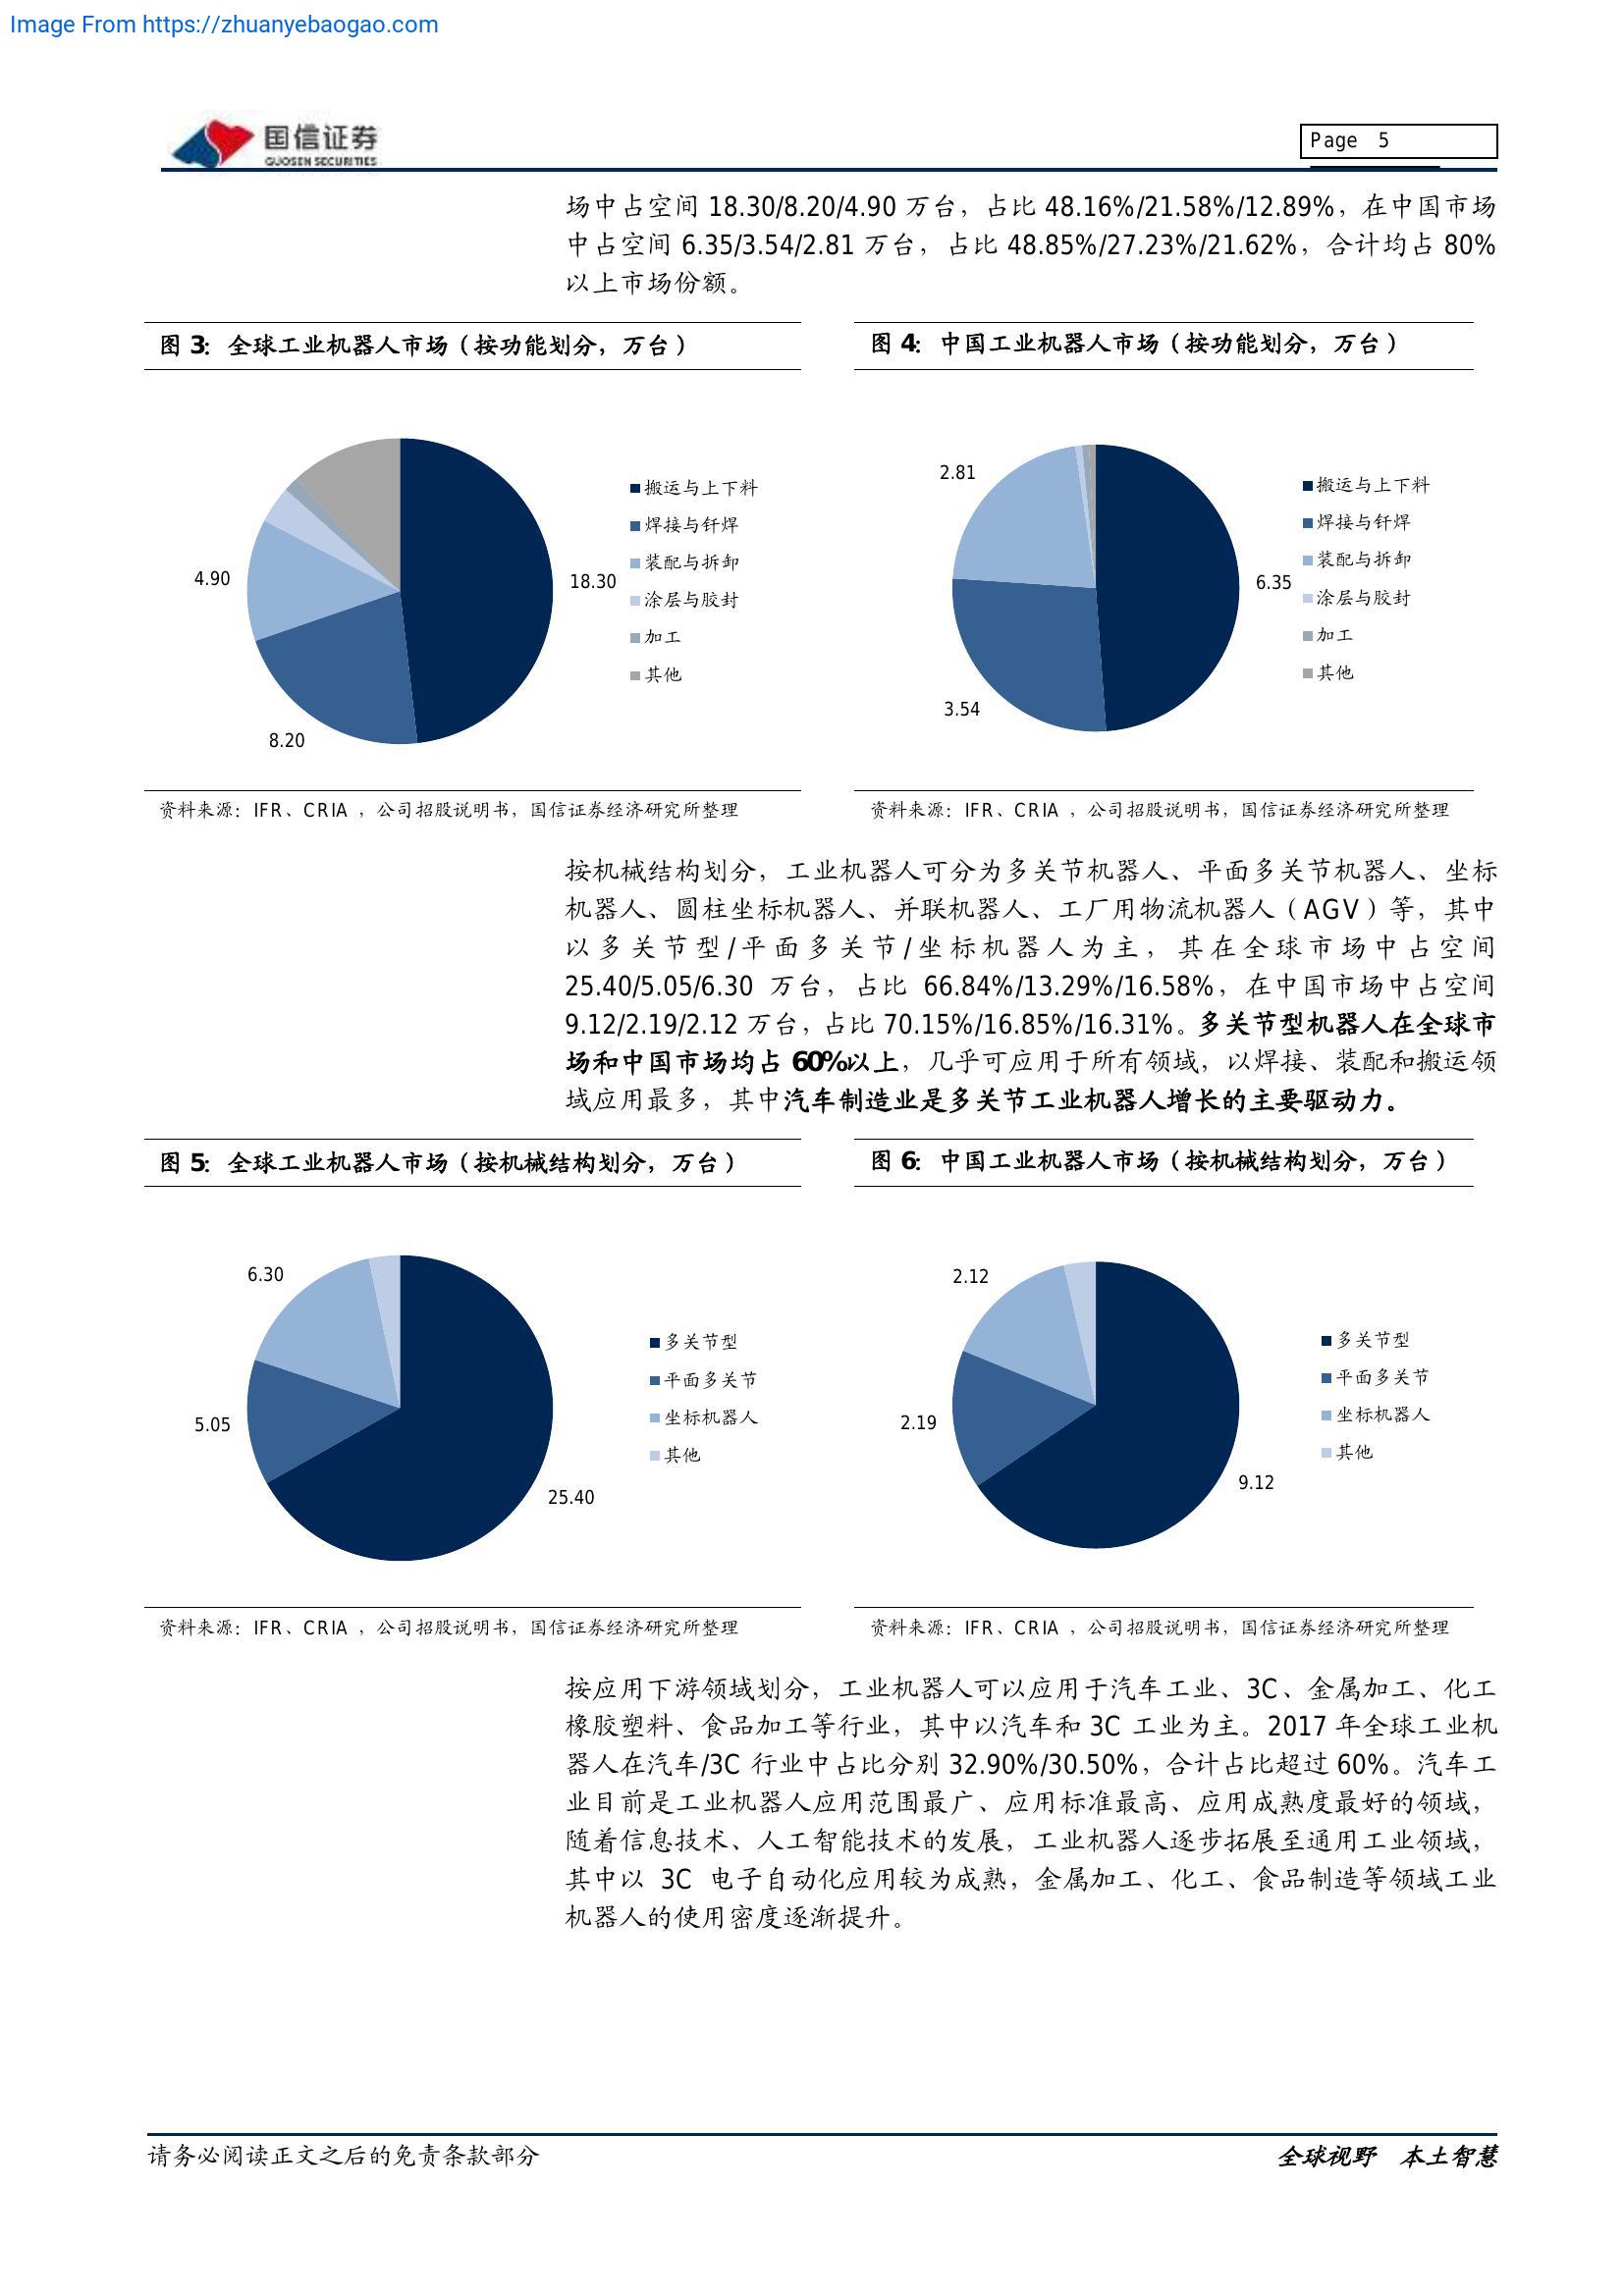 Image From https://zhuanyebaogao.com
国信证券
GUOSEN SECURITIES
Page 5
场中占空间 18.30/8.20/4.90 万台，占比 48.16%/21.58%/12.89%，在中国市场
中占空间 6.35/3.54/2.81 万台，占比 48.85%/27.23%/21.62%，合计均占 80%
以上市场份额。
图 3：全球工业机器人市场（按功能划分，万台）
18.30
8.20
4.90
搬运与上下料
焊接与钎焊
装配与拆卸
涂层与胶封
加工
其他
资料来源：IFR、CRIA ，公司招股说明书，国信证券经济研究所整理
图 4：中国工业机器人市场（按功能划分，万台）
6.35
3.54
2.81
搬运与上下料
焊接与钎焊
装配与拆卸
涂层与胶封
加工
其他
资料来源：IFR、CRIA ，公司招股说明书，国信证券经济研究所整理
按机械结构划分，工业机器人可分为多关节机器人、平面多关节机器人、坐标
机器人、圆柱坐标机器人、并联机器人、工厂用物流机器人（AGV）等，其中
以多关节型/平面多关节/坐标机器人为主，其在全球市场中占空间
25.40/5.05/6.30 万台，占比 66.84%/13.29%/16.58%，在中国市场中占空间
9.12/2.19/2.12 万台，占比 70.15%/16.85%/16.31%。多关节型机器人在全球市
场和中国市场均占 60%以上，几乎可应用于所有领域，以焊接、装配和搬运领
域应用最多，其中汽车制造业是多关节工业机器人增长的主要驱动力。
图 5：全球工业机器人市场（按机械结构划分，万台）
6.30
5.05
25.40
多关节型
平面多关节
坐标机器人
其他
资料来源：IFR、CRIA ，公司招股说明书，国信证券经济研究所整理
图 6：中国工业机器人市场（按机械结构划分，万台）
2.12
2.19
9.12
多关节型
平面多关节
坐标机器人
其他
资料来源：IFR、CRIA ，公司招股说明书，国信证券经济研究所整理
按应用下游领域划分，工业机器人可以应用于汽车工业、3C、金属加工、化工
橡胶塑料、食品加工等行业，其中以汽车和 3C 工业为主。2017 年全球工业机
器人在汽车/3C 行业中占比分别 32.90%/30.50%，合计占比超过 60%。汽车工
业目前是工业机器人应用范围最广、应用标准最高、应用成熟度最好的领域，
随着信息技术、人工智能技术的发展，工业机器人逐步拓展至通用工业领域，
其中以 3C 电子自动化应用较为成熟，金属加工、化工、食品制造等领域工业
机器人的使用密度逐渐提升。
请务必阅读正文之后的免责条款部分
全球视野 本土智慧